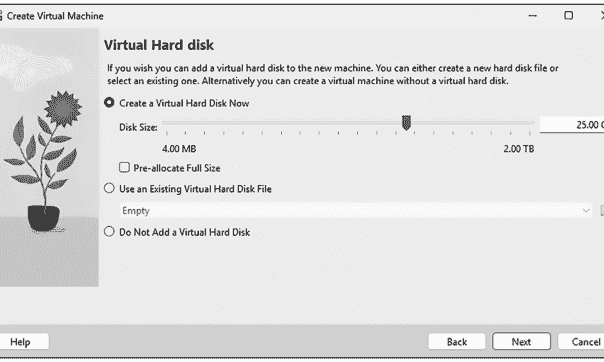 Create Virtual Machine
Virtual Hard disk
If you wish you can add a virtual hard disk to the new machine. You can either create a new hard disk file or
select an existing one. Alternatively you can create a virtual machine without a virtual hard disk.
Create a Virtual Hard Disk Now
Disk Size:
25.00 G
4.00 MB
2.00 TB
Pre-allocate Full Size
Use an Existing Virtual Hard Disk File
Empty
Do Not Add a Virtual Hard Disk
Help
Back
Next
Cancel